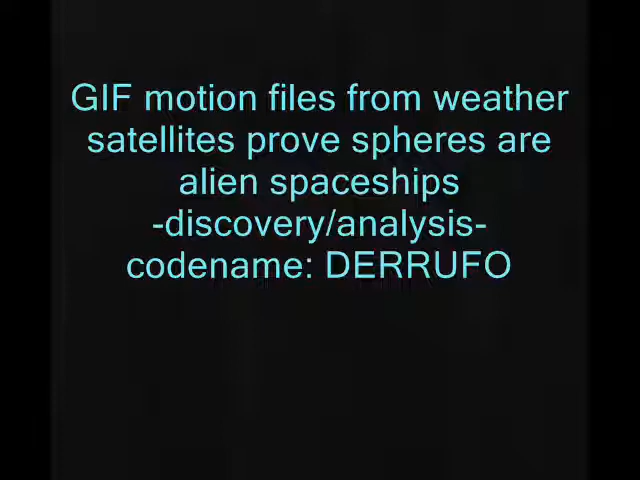 GIF motion files from weather
satellites prove spheres are
alien spaceships
-discovery/analysis-
codename: DERRUFO